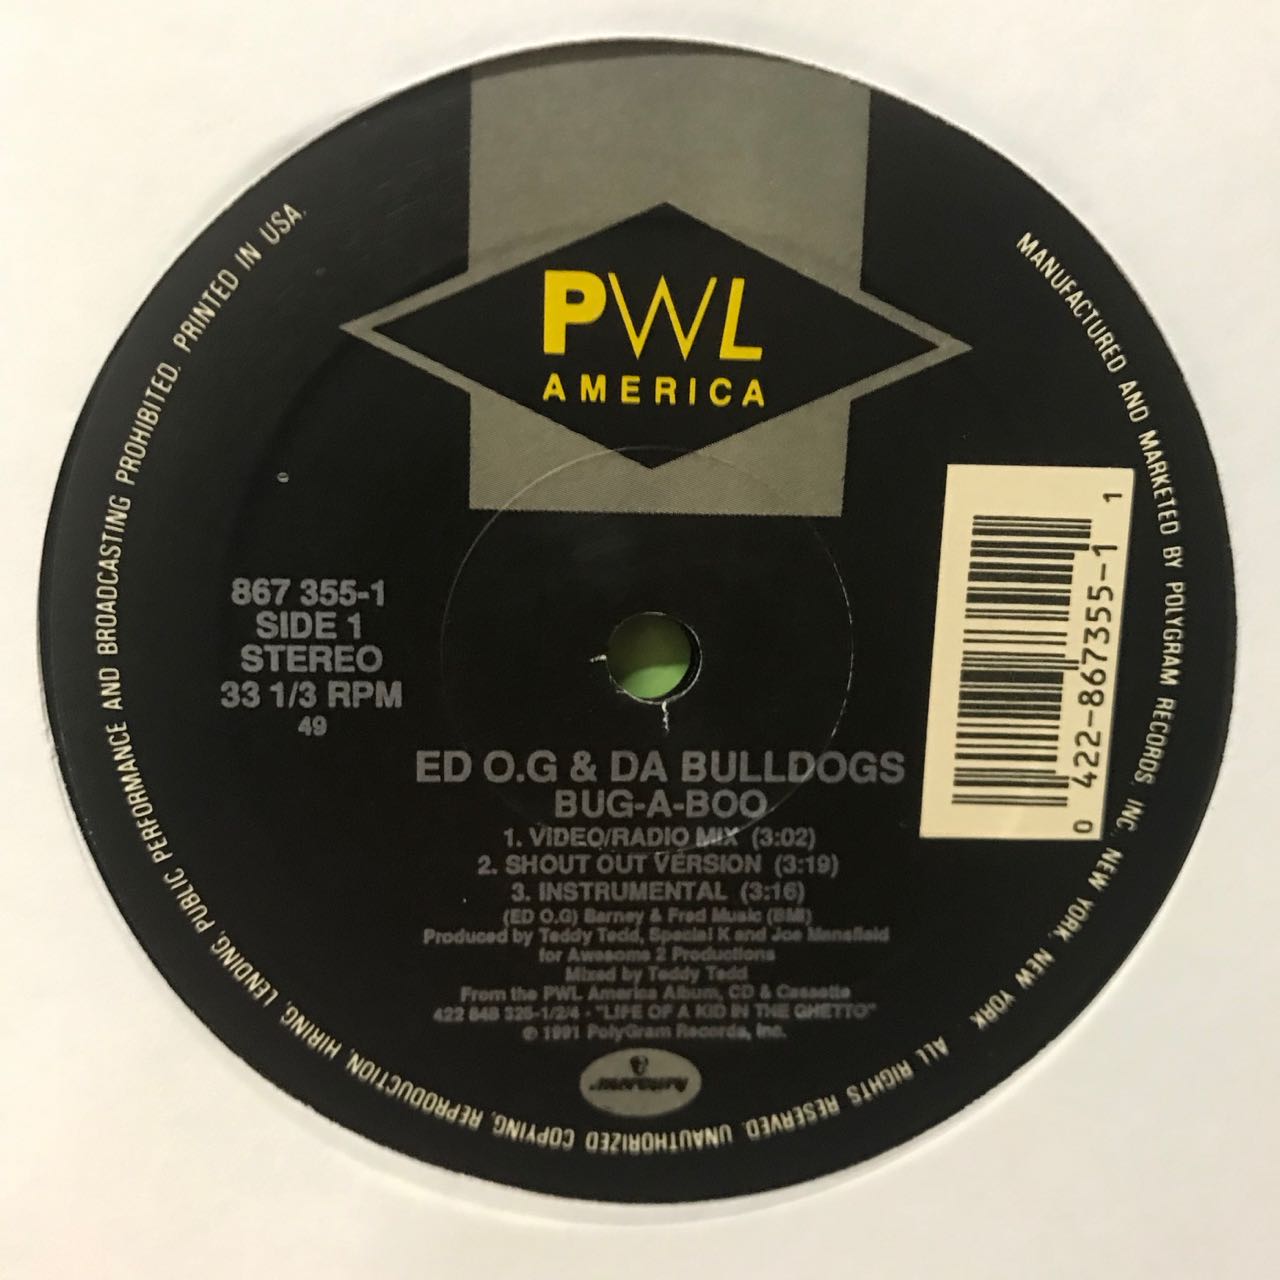 PWL
AMERICA
867 355-1
SIDE 1
STEREO
33 1/3 RPM
49
ED O.G & DA BULLDOGS
BUG-A-BOO
1. VIDEO/RADIO MIX (3:02)
2. SHOUT OUT VERSION (3:19)
3. INSTRUMENTAL (3:16)
(ED O.G) Barney & Fred Music (BMI)
Produced by Teddy Tedd, Special K and Joe Mansfield
for Awesome 2 Productions
Mixed by Teddy Tedd
From the PWL America Album, CD & Cassette
422 848 326-1/2/4 - "LIFE OF A KID IN THE GHETTO"
© 1991 PolyGram Records, Inc.
mercury
0 422-867355-1 1
MANUFACTURED AND MARKETED BY POLYGRAM RECORDS, INC, NEW YORK, NEW YORK ALL RIGHTS RESERVED. UNAUTHORIZED COPYING, REPRODUCTION, HIRING, LENDING, PUBLIC PERFORMANCE AND BROADCASTING PROHIBITED. PRINTED IN USA.